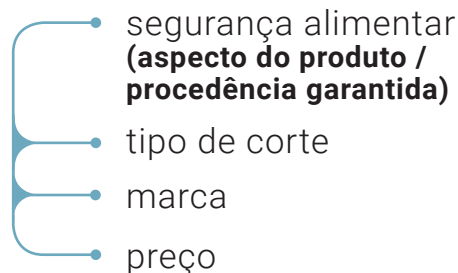 segurança alimentar
(aspecto do produto /
procedência garantida)
tipo de corte
marca
preço